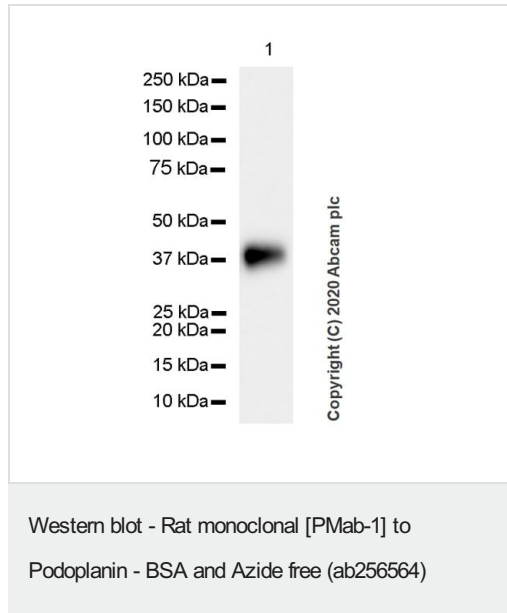 1
250 kDa
150 kDa
100 kDa
75 kDa
50 kDa
37 kDa
25 kDa
20 kDa
15 kDa
10 kDa
Copyright (C) 2020 Abcam plc
Western blot - Rat monoclonal [PMab-1] to
Podoplanin - BSA and Azide free (ab256564)